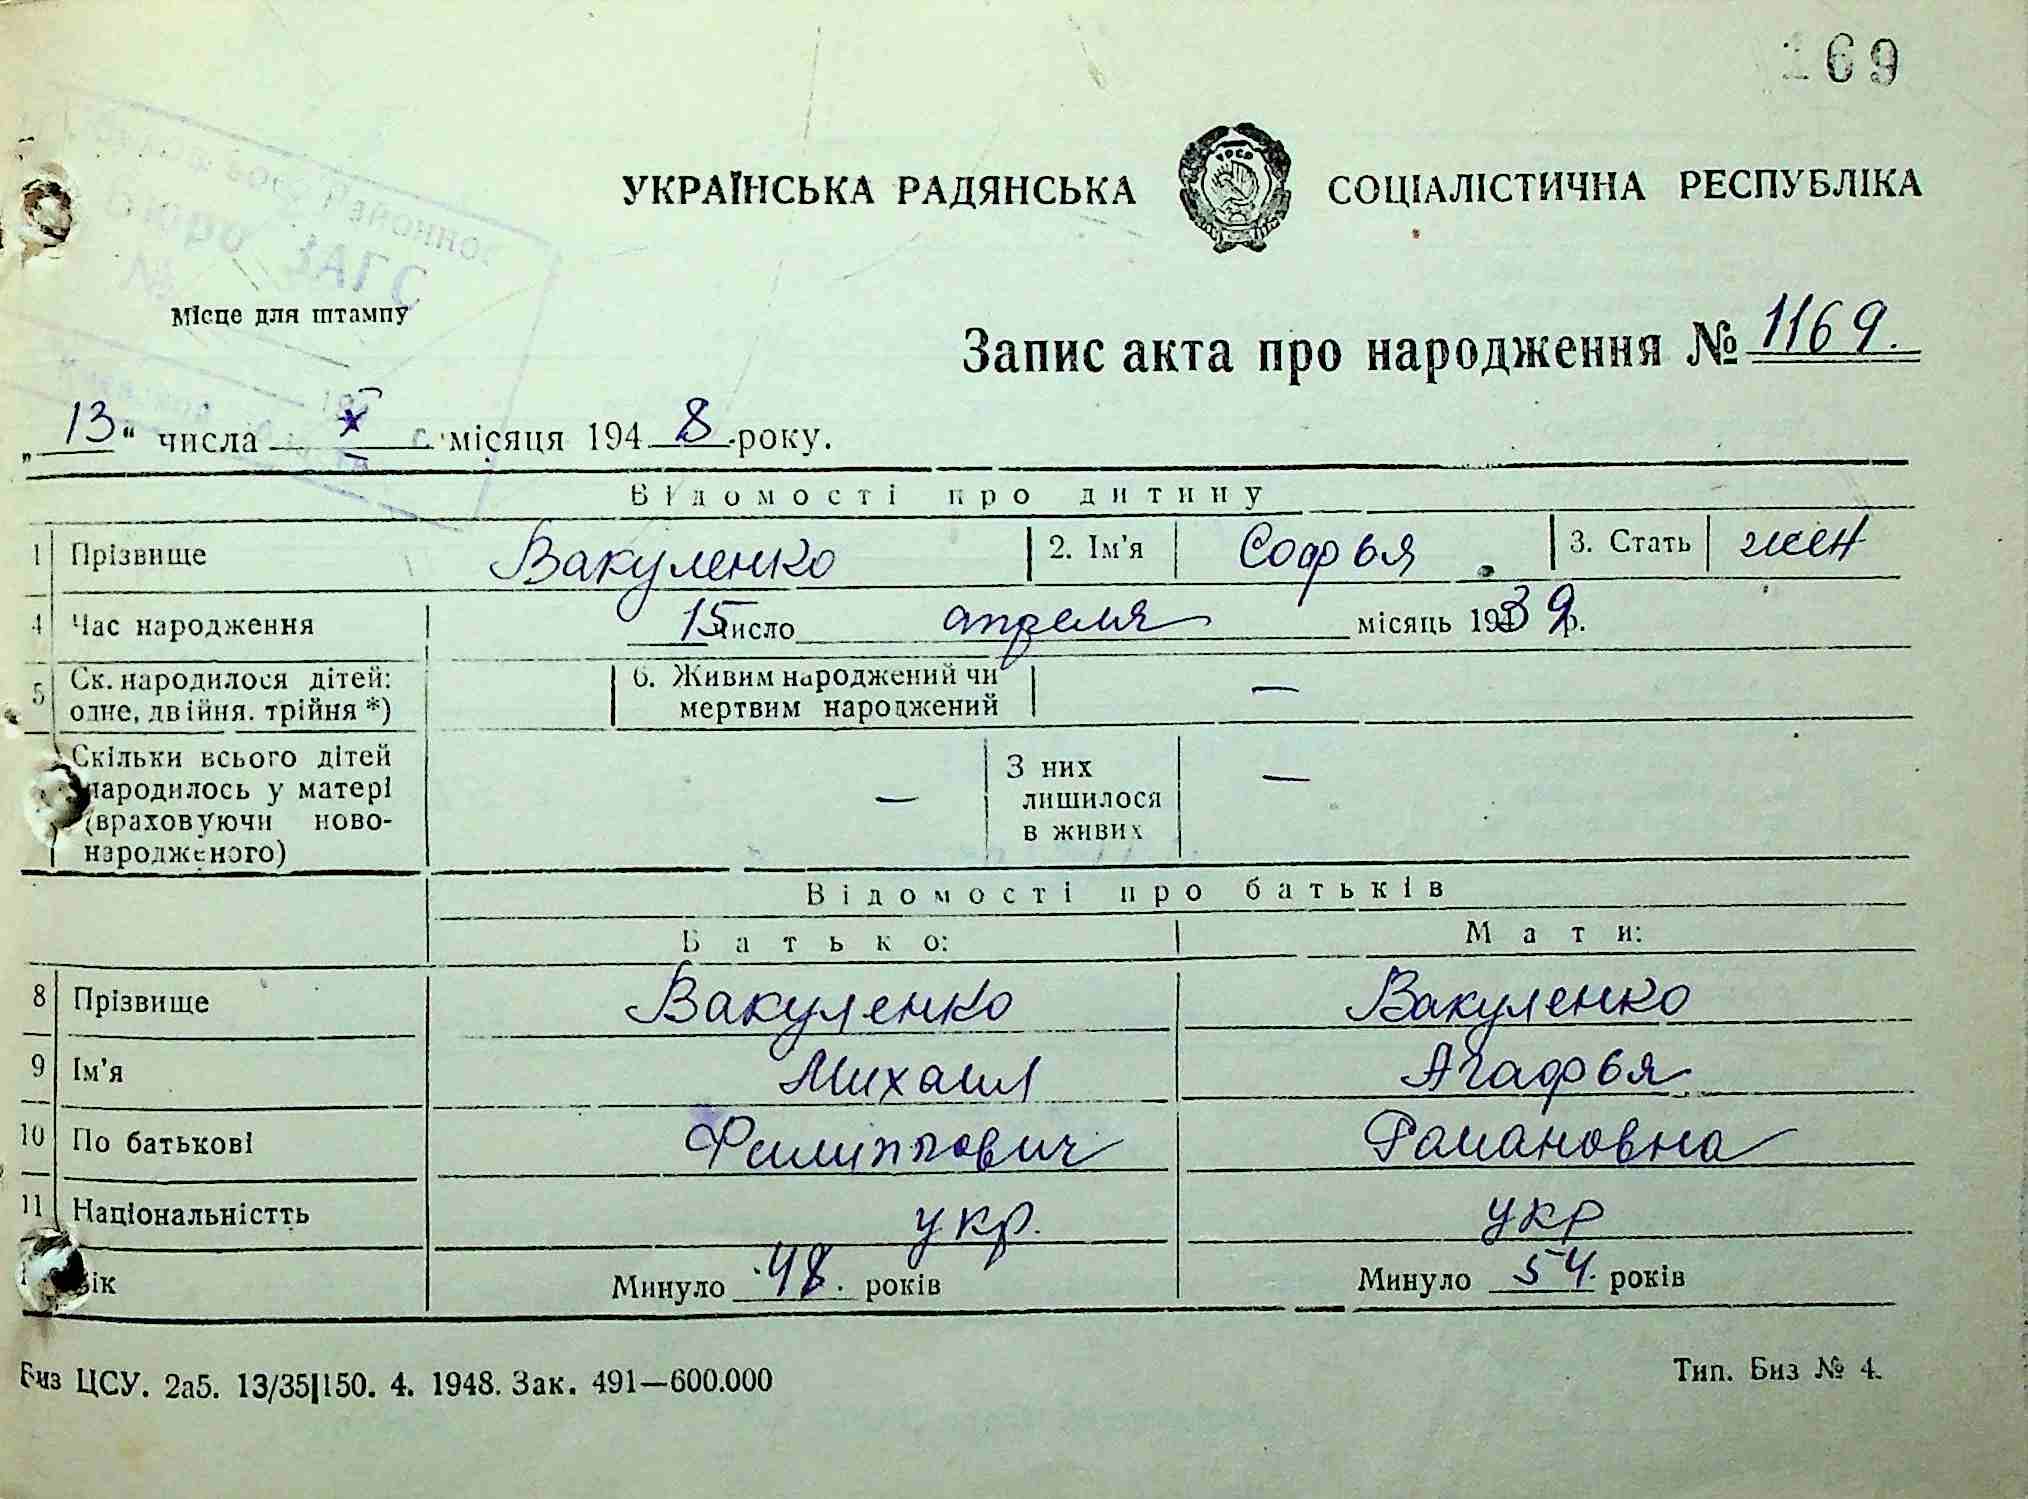 169
УКРАЇНСЬКА РАДЯНСЬКА СОЦІАЛІСТИЧНА РЕСПУБЛІКА
УРСР
Бюро ЗАГС
№
Місце для штампу
Запис акта про народження № 1169.
„13“ числа X місяця 1948 року.
Відомості про дитину
1 Прізвище Вакуленко 2. Ім'я Софья 3. Стать жен
4 Час народження 15 число апреля місяць 1939 р.
5 Ск. народилося дітей: одне, двійня. трійня *) 6. Живим народжений чи мертвим народжений —
Скільки всього дітей народилось у матері (враховуючи новонародженого) — З них лишилося в живих —
Відомості про батьків
Батько: Мати:
8 Прізвище Вакуленко Вакуленко
9 Ім'я Михаил Агафья
10 По батькові Филиппович Романовна
11 Національністть укр. укр
Вік Минуло 48. років Минуло 54. років
Биз ЦСУ. 2а5. 13/35|150. 4. 1948. Зак. 491—600.000 Тип. Биз № 4.